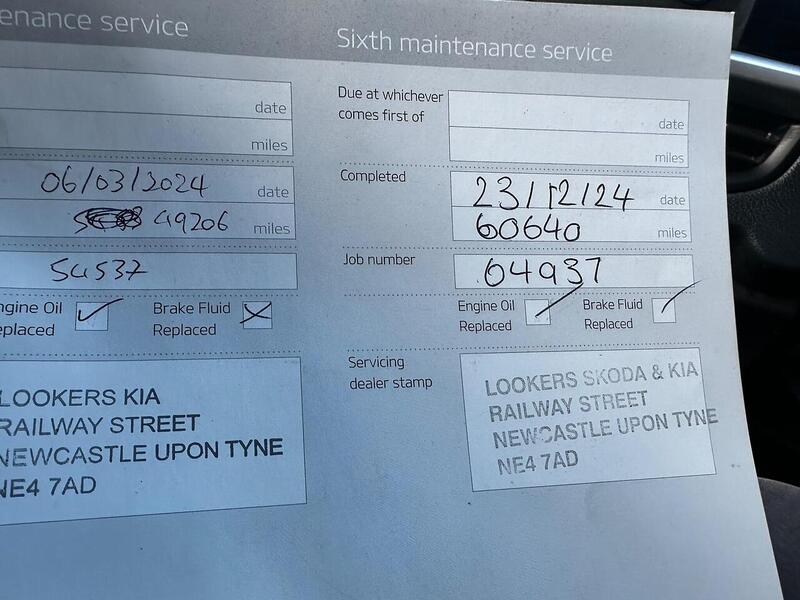 enance service
date
miles
06/03/2024 date
49206 miles
54537
ngine Oil
eplaced
Brake Fluid
Replaced
LOOKERS KIA
RAILWAY STREET
NEWCASTLE UPON TYNE
NE4 7AD
Sixth maintenance service
Due at whichever
comes first of
date
miles
Completed
23/12/24 date
60640 miles
Job number
64937
Engine Oil
Replaced
Brake Fluid
Replaced
Servicing
dealer stamp
LOOKERS SKODA & KIA
RAILWAY STREET
NEWCASTLE UPON TYNE
NE4 7AD